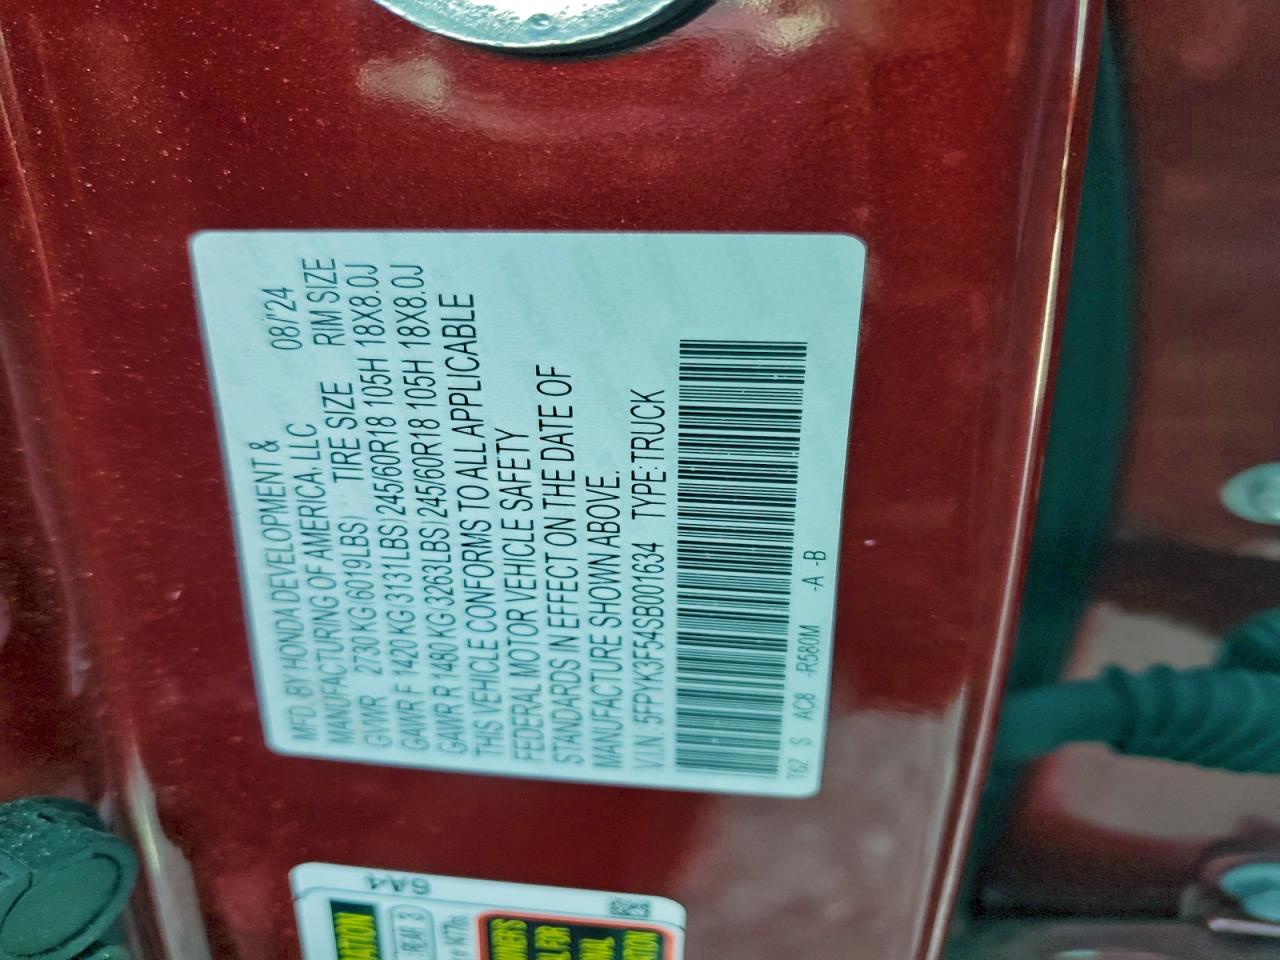 MFD. BY HONDA DEVELOPMENT &
MANUFACTURING OF AMERICA, LLC 08/'24
GVWR 2730 KG(6019LBS) TIRE SIZE RIM SIZE
GAWR F 1420 KG(3131LBS) 245/60R18 105H 18X8.0J
GAWR R 1480 KG(3263LBS) 245/60R18 105H 18X8.0J
THIS VEHICLE CONFORMS TO ALL APPLICABLE
FEDERAL MOTOR VEHICLE SAFETY
STANDARDS IN EFFECT ON THE DATE OF
MANUFACTURE SHOWN ABOVE.
V.I.N: 5FPYK3F54SB001634 TYPE:TRUCK
T6Z S AC8 -R580M -A -B
6A4
REAR 3